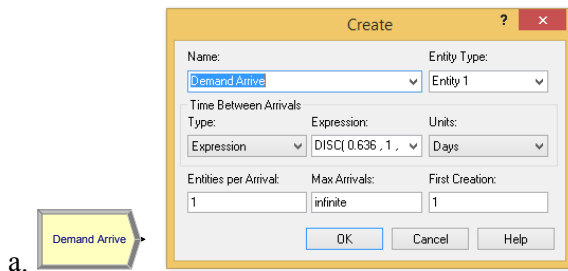 Create
?
×
Name:
Entity Type:
Demand Arrive
Entity 1
Time Between Arrivals
Type:
Expression:
Units:
Expression
DISC( 0.636 , 1 ,
Days
Entities per Arrival:
Max Arrivals:
First Creation:
1
infinite
1
OK
Cancel
Help
Demand Arrive
a.